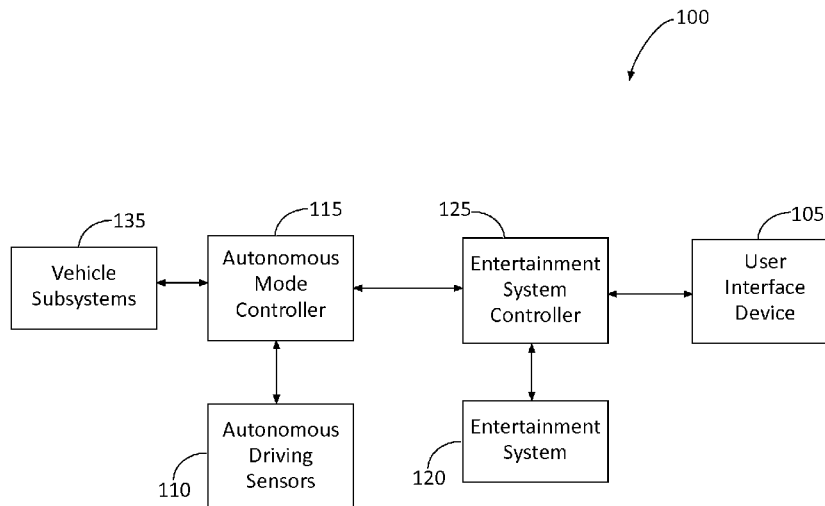 100
135
115
125
105
Vehicle
Subsystems
Autonomous
Mode
Controller
Entertainment
System
Controller
User
Interface
Device
Autonomous
Driving
Sensors
110
Entertainment
System
120